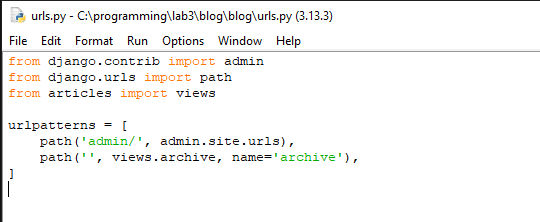 urls.py - C:\programming\lab3\blog\blog\urls.py (3.13.3)
File Edit Format Run Options Window Help
from django.contrib import admin
from django.urls import path
from articles import views

urlpatterns = [
    path('admin/', admin.site.urls),
    path('', views.archive, name='archive'),
]